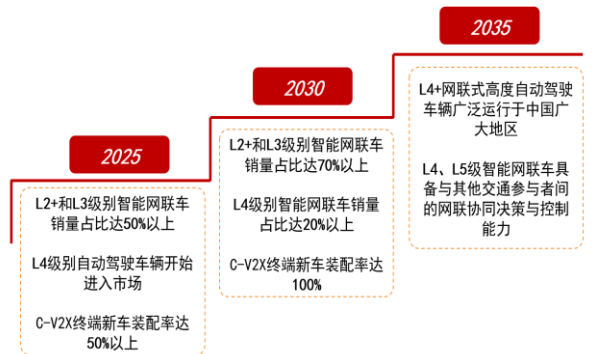 2025
L2+和L3级别智能网联车
销量占比达50%以上
L4级别自动驾驶车辆开始
进入市场
C-V2X终端新车装配率达
50%以上
2030
L2+和L3级别智能网联车
销量占比达70%以上
L4级别智能网联车销量
占比达20%以上
C-V2X终端新车装配率达
100%
2035
L4+网联式高度自动驾驶
车辆广泛运行于中国广
大地区
L4、L5级智能网联车具
备与其他交通参与者间
的网联协同决策与控制
能力